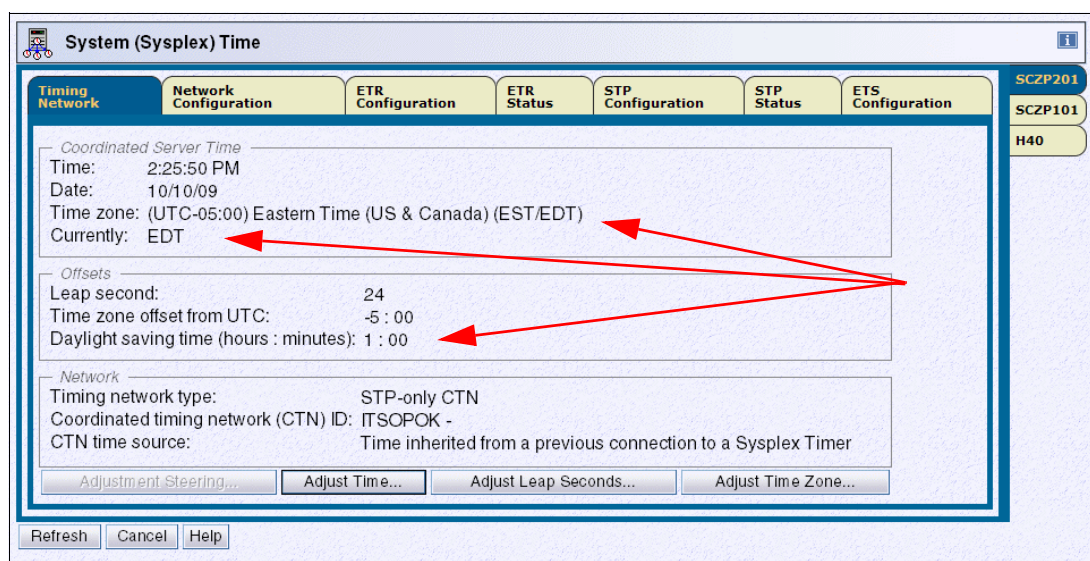 System (Sysplex) Time
i
Timing Network
Network Configuration
ETR Configuration
ETR Status
STP Configuration
STP Status
ETS Configuration
SCZP201
SCZP101
H40
Coordinated Server Time
Time: 2:25:50 PM
Date: 10/10/09
Time zone: (UTC-05:00) Eastern Time (US & Canada) (EST/EDT)
Currently: EDT
Offsets
Leap second: 24
Time zone offset from UTC: -5 : 00
Daylight saving time (hours : minutes): 1 : 00
Network
Timing network type: STP-only CTN
Coordinated timing network (CTN) ID: ITSOPOK -
CTN time source: Time inherited from a previous connection to a Sysplex Timer
Adjustment Steering... Adjust Time... Adjust Leap Seconds... Adjust Time Zone...
Refresh Cancel Help